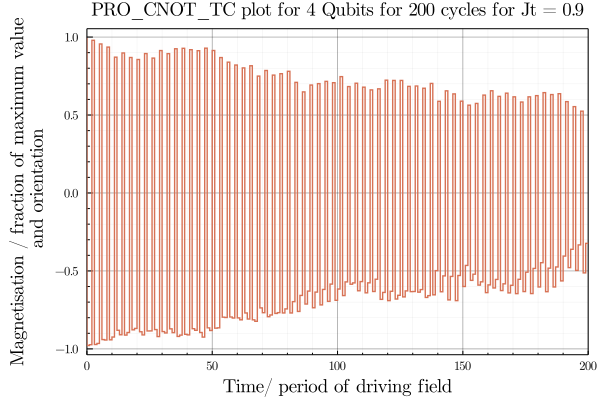 PRO_CNOT_TC plot for 4 Qubits for 200 cycles for Jt = 0.9
Magnetisation / fraction of maximum value
and orientation
1.0
0.5
0.0
−0.5
−1.0
0 50 100 150 200
Time/ period of driving field